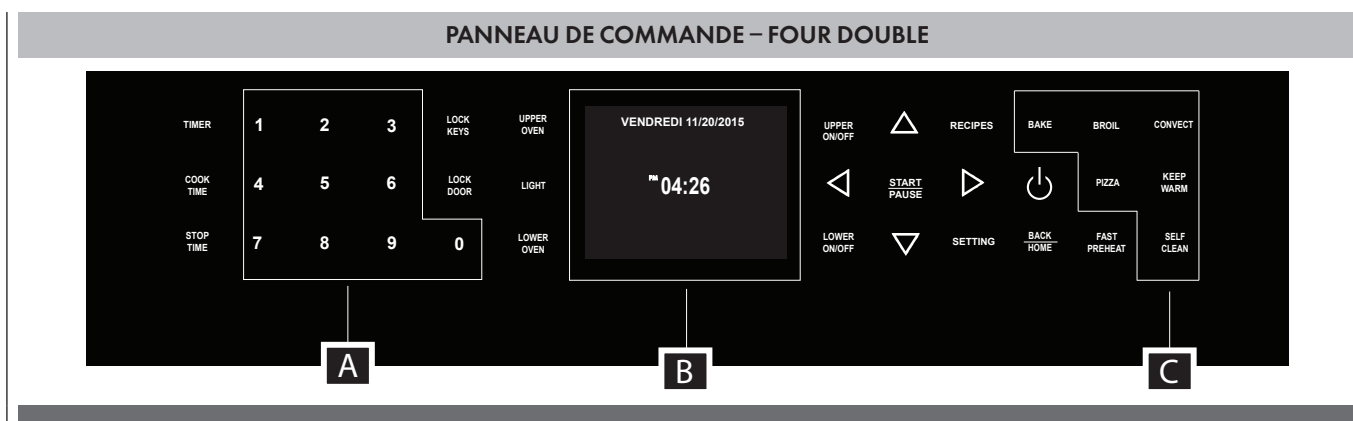 PANNEAU DE COMMANDE – FOUR DOUBLE
TIMER
1
2
3
LOCK
KEYS
UPPER
OVEN
VENDREDI 11/20/2015
UPPER
ON/OFF
RECIPES
BAKE
BROIL
CONVECT
COOK
TIME
4
5
6
LOCK
DOOR
LIGHT
PM 04:26
START
PAUSE
PIZZA
KEEP
WARM
STOP
TIME
7
8
9
0
LOWER
OVEN
LOWER
ON/OFF
SETTING
BACK
HOME
FAST
PREHEAT
SELF
CLEAN
A
B
C